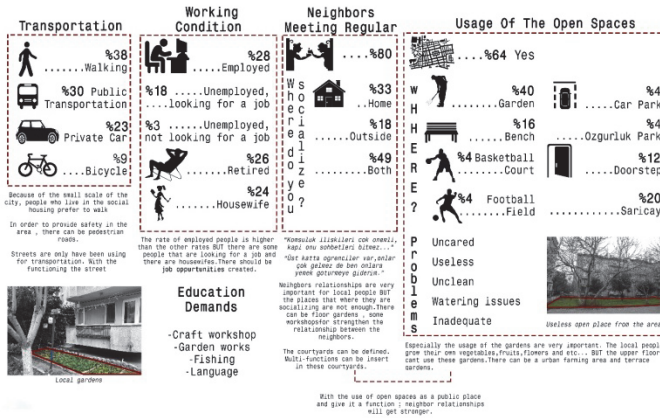 Transportation
%38
.....Walking
%30 Public
Transportation
%23
Private Car
%9
....Bicycle
Because of the small scale of the
city, people who live in the social
housing prefer to walk
In order to provide safety in the
area , there can be pedestrian
roads.
Streets are only have been using
for transportation. With the
functioning the street
Local gardens
Working
Condition
%28
......Employed
%18 ...Unemployed,
....looking for a job
%3 ....Unemployed,
not looking for a job
%26
....Retired
%24
....Housewife
The rate of employed people is higher
than the other rates BUT there are some
people that are looking for a job and
there are housewifes.There should be
job oppurtunities created.
Education
Demands
-Craft workshop
-Garden works
-Fishing
-Language
Neighbors
Meeting Regular
....%80
Where do you
socialize ?
%33
..Home
%18
.....Outside
%49
....Both
"Komsuluk iliskileri cok onemli,
kapi onu sohbetleri bitmez..."
"Üst katta ogrenciler var,onlar
çok gelmez de ben onlara
yemek goturmeye giderim."
Neighbors relationships are very
important for local people BUT
the places that where they are
socializing are not enough.There
can be floor gardens , some
workshopsfor strengthen the
relationship between the
neighbors.
The courtyards can be defined.
Multi-functions can be insert
in these courtyards.
Usage Of The Open Spaces
....%64 Yes
WHHERE?
%40
......Garden
%16
.....Bench
%4 Basketball
Court
%4 Football
Field
%4
.....Car Park
%4
....Ozgurluk Park
%12
....Doorstep
%20
......Saricay
Problems
Uncared
Useless
Unclean
Watering issues
Inadequate
Useless open place from the area
Especially the usage of the gardens are very important. The local people
grow their own vegetables,fruits,flowers and etc... BUT the upper floor
cant use these gardens.There can be a urban farming area and terrace
gardens.
With the use of open spaces as a public place
and give it a function ; neighbor relationships
will get stronger.